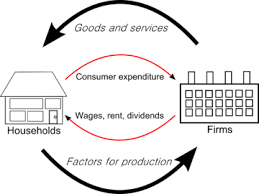 Goods and services
Consumer expenditure
Wages, rent, dividends
Households
Firms
Factors for production